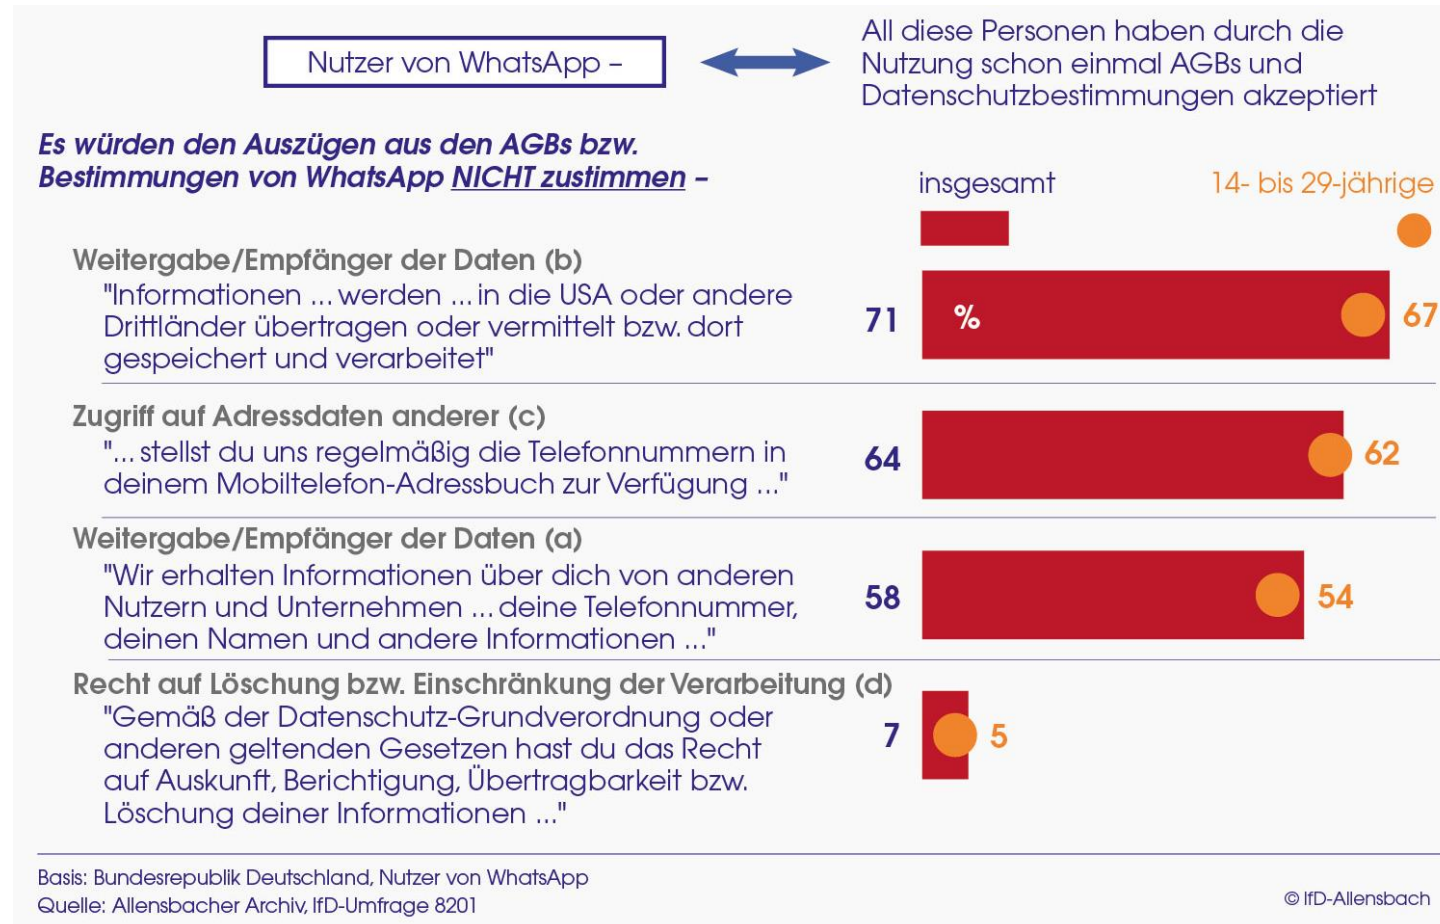 Nutzer von WhatsApp –
All diese Personen haben durch die
Nutzung schon einmal AGBs und
Datenschutzbestimmungen akzeptiert
Es würden den Auszügen aus den AGBs bzw.
Bestimmungen von WhatsApp NICHT zustimmen –
insgesamt
14- bis 29-jährige
Weitergabe/Empfänger der Daten (b)
"Informationen ... werden ... in die USA oder andere
Drittländer übertragen oder vermittelt bzw. dort
gespeichert und verarbeitet"
71
%
67
Zugriff auf Adressdaten anderer (c)
"... stellst du uns regelmäßig die Telefonnummern in
deinem Mobiltelefon-Adressbuch zur Verfügung ..."
64
62
Weitergabe/Empfänger der Daten (a)
"Wir erhalten Informationen über dich von anderen
Nutzern und Unternehmen ... deine Telefonnummer,
deinen Namen und andere Informationen ..."
58
54
Recht auf Löschung bzw. Einschränkung der Verarbeitung (d)
"Gemäß der Datenschutz-Grundverordnung oder
anderen geltenden Gesetzen hast du das Recht
auf Auskunft, Berichtigung, Übertragbarkeit bzw.
Löschung deiner Informationen ..."
7
5
Basis: Bundesrepublik Deutschland, Nutzer von WhatsApp
Quelle: Allensbacher Archiv, IfD-Umfrage 8201
© IfD-Allensbach